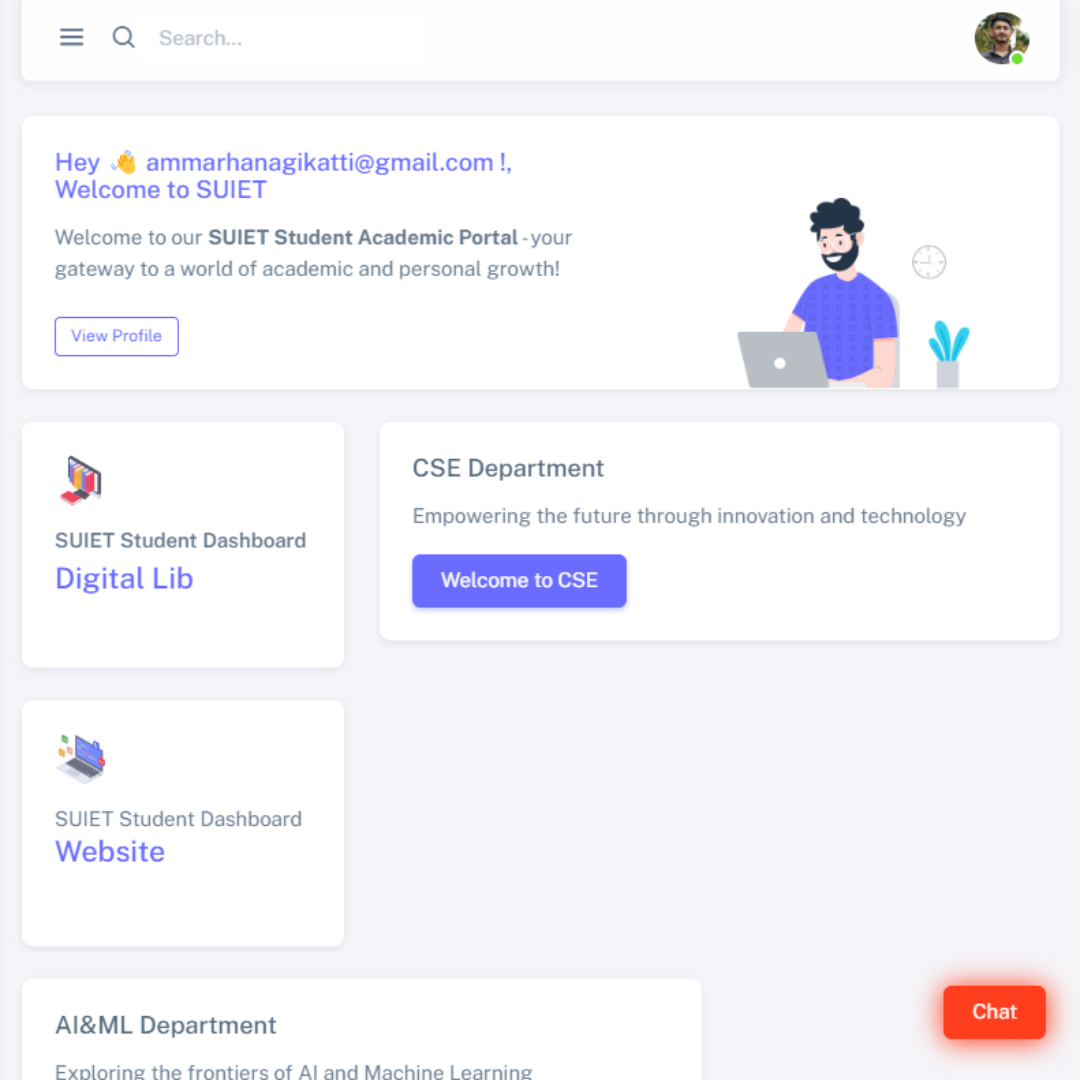 Search...
Hey 👋 ammarhanagikatti@gmail.com !,
Welcome to SUIET
Welcome to our SUIET Student Academic Portal - your
gateway to a world of academic and personal growth!
View Profile
SUIET Student Dashboard
Digital Lib
CSE Department
Empowering the future through innovation and technology
Welcome to CSE
SUIET Student Dashboard
Website
AI&ML Department
Exploring the frontiers of AI and Machine Learning
Chat